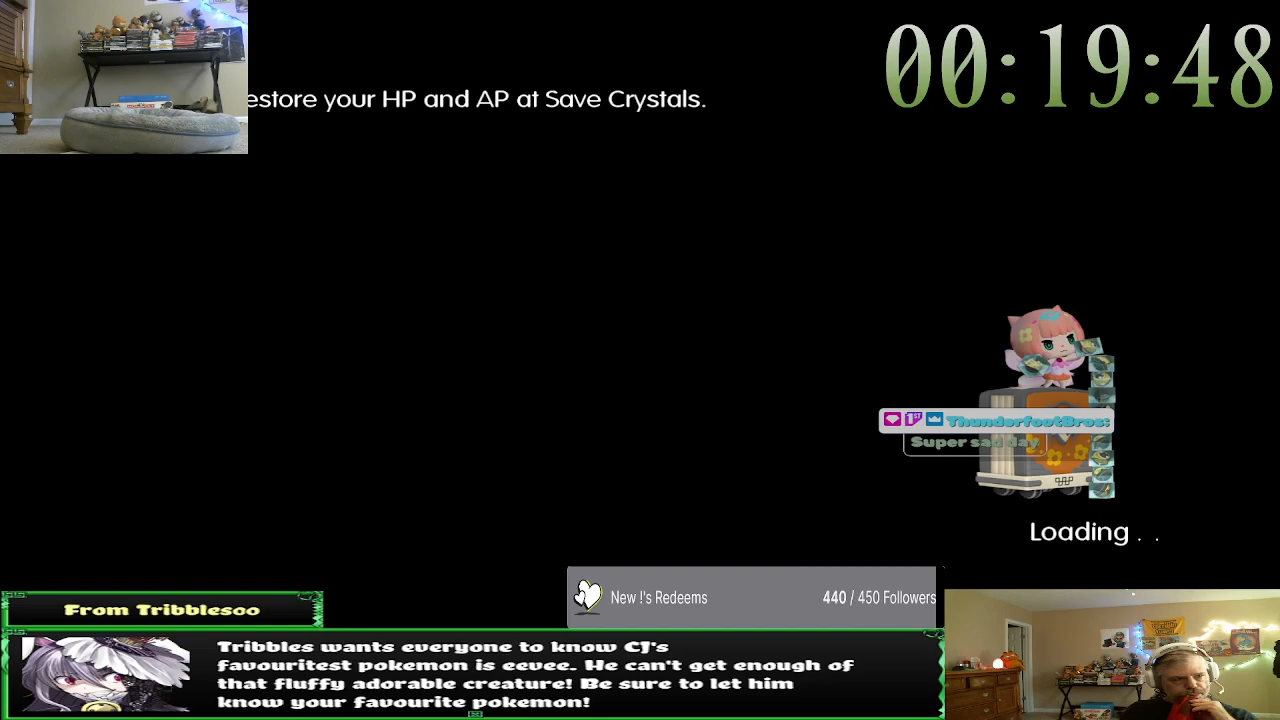 00:19:48
estore your HP and AP at Save Crystals.
ThunderfootBros:
Super sad day
Loading . .
New !'s Redeems 440 / 450 Followers
From Tribblesoo
Tribbles wants everyone to know CJ's
favouritest pokemon is eevee. He can't get enough of
that fluffy adorable creature! Be sure to let him
know your favourite pokemon!